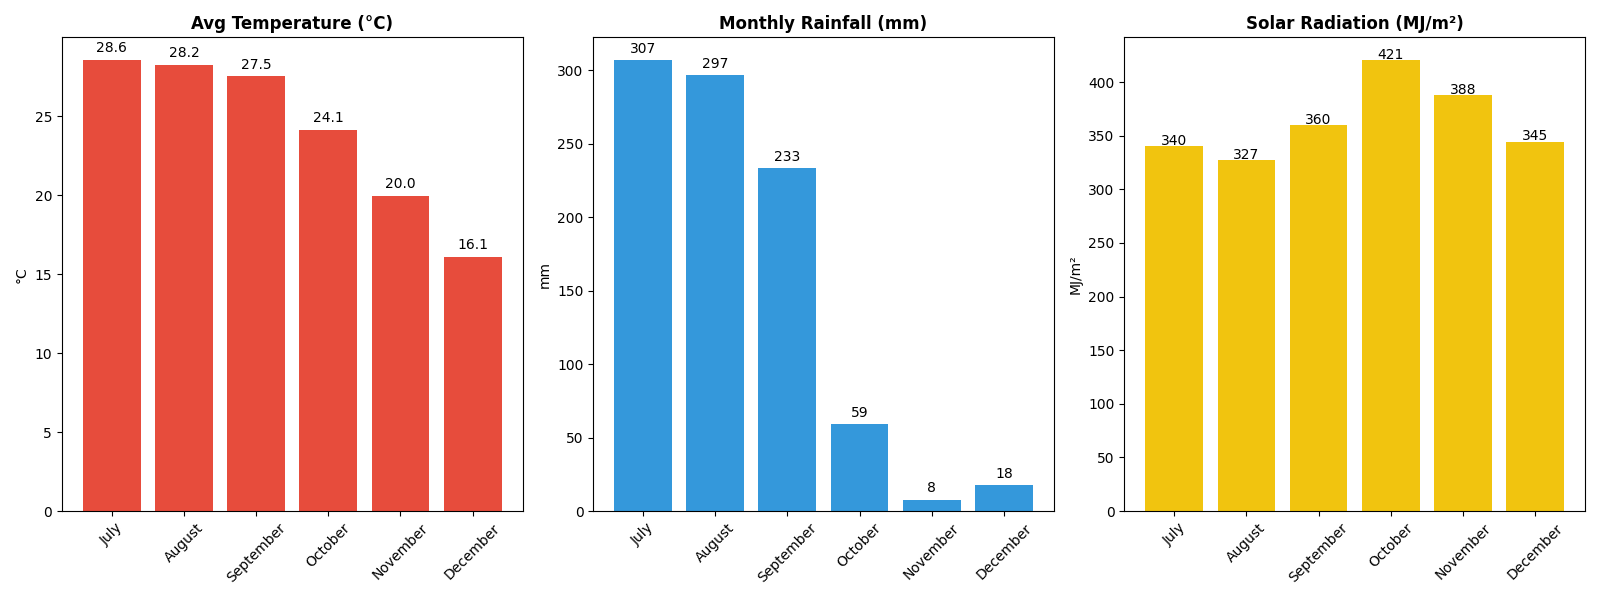 Avg Temperature (°C)
28.6
28.2
27.5
24.1
20.0
16.1
25
20
15
10
5
0
°C
July
August
September
October
November
December
Monthly Rainfall (mm)
307
297
233
59
8
18
300
250
200
150
100
50
0
mm
July
August
September
October
November
December
Solar Radiation (MJ/m²)
340
327
360
421
388
345
400
350
300
250
200
150
100
50
0
MJ/m²
July
August
September
October
November
December